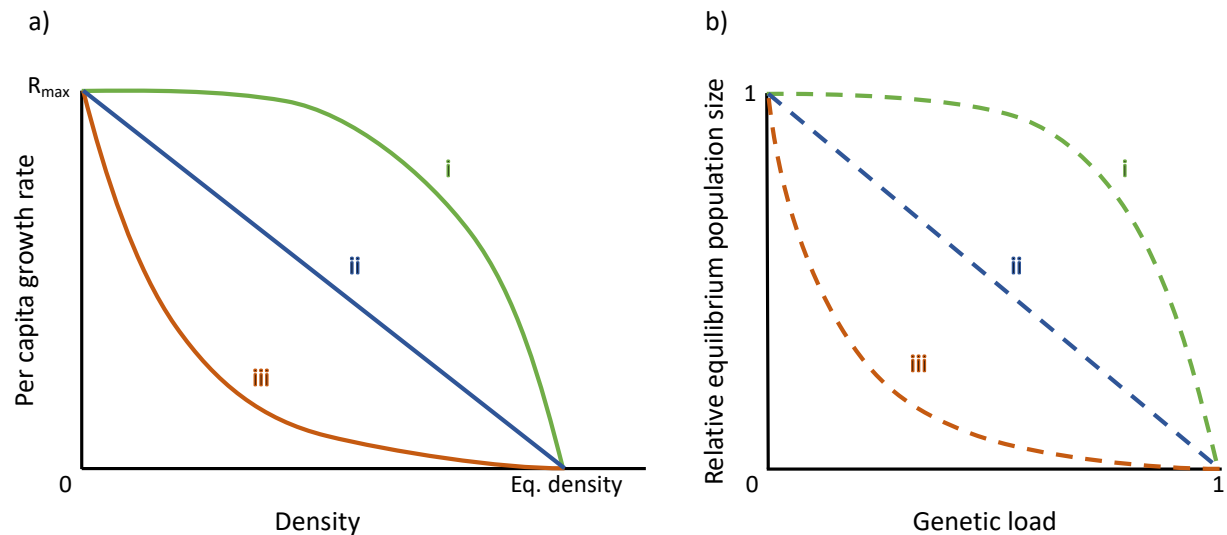 a)
Per capita growth rate
R_max
i
ii
iii
0
Eq. density
Density
b)
Relative equilibrium population size
1
i
ii
iii
0
1
Genetic load